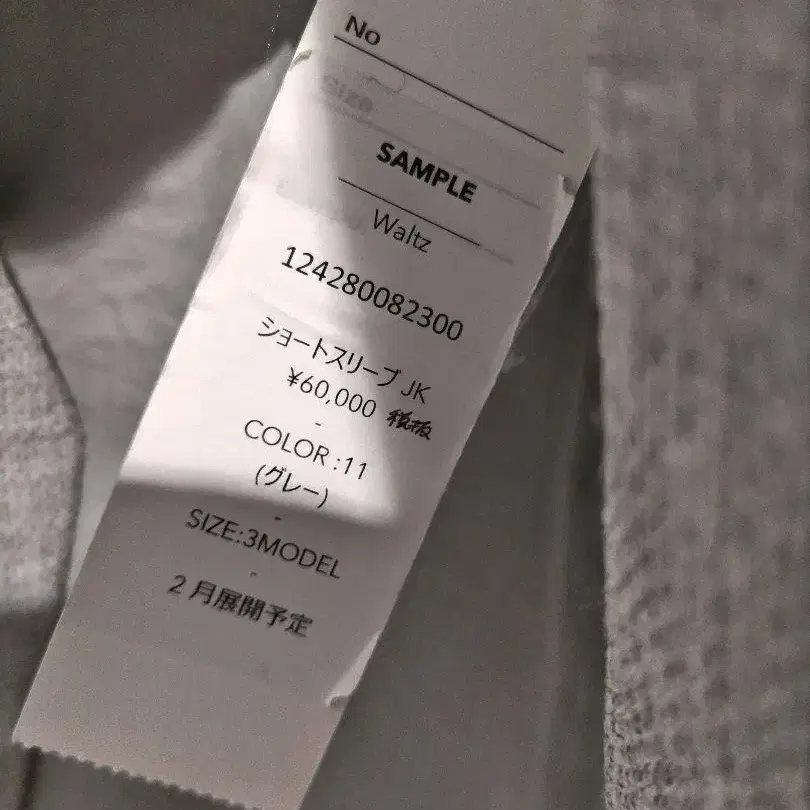 No
Size
SAMPLE
Waltz
124280082300
ショートスリーブ JK
¥60,000 税抜
-
COLOR:11
(グレー)
-
SIZE:3MODEL
-
2月展開予定